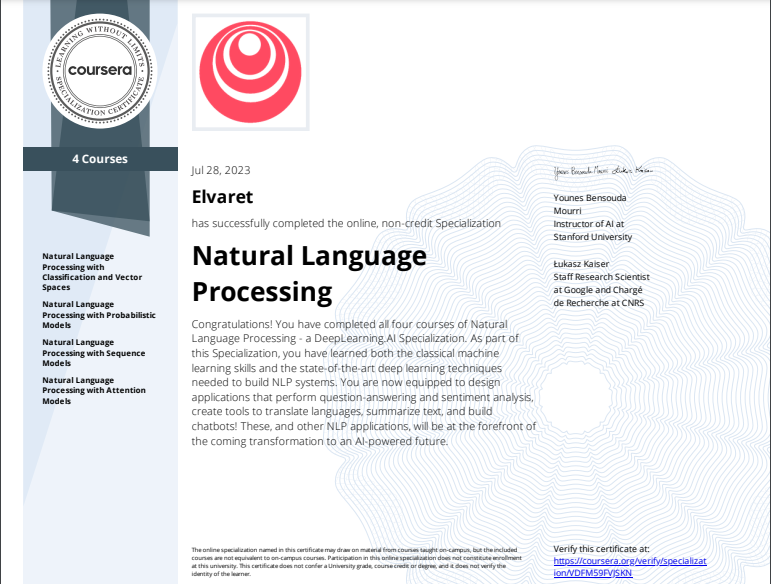 LEARNING WITHOUT LIMITS
coursera
SPECIALIZATION CERTIFICATE
4 Courses
Natural Language
Processing with
Classification and Vector
Spaces
Natural Language
Processing with Probabilistic
Models
Natural Language
Processing with Sequence
Models
Natural Language
Processing with Attention
Models
Jul 28, 2023
Elvaret
has successfully completed the online, non-credit Specialization
Natural Language
Processing
Congratulations! You have completed all four courses of Natural
Language Processing - a DeepLearning.AI Specialization. As part of
this Specialization, you have learned both the classical machine
learning skills and the state-of-the-art deep learning techniques
needed to build NLP systems. You are now equipped to design
applications that perform question-answering and sentiment analysis,
create tools to translate languages, summarize text, and build
chatbots! These, and other NLP applications, will be at the forefront of
the coming transformation to an AI-powered future.
Younes Bensouda Mourri Łukasz Kaiser
Younes Bensouda
Mourri
Instructor of AI at
Stanford University
Łukasz Kaiser
Staff Research Scientist
at Google and Chargé
de Recherche at CNRS
The online specialization named in this certificate may draw on material from courses taught on-campus, but the included
courses are not equivalent to on-campus courses. Participation in this online specialization does not constitute enrollment
at this university. This certificate does not confer a University grade, course credit or degree, and it does not verify the
identity of the learner.
Verify this certificate at:
https://coursera.org/verify/specializat
ion/VDFM59FVJSKN